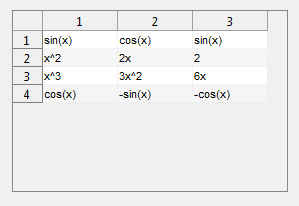 1 2 3
1 sin(x) cos(x) sin(x)
2 x^2 2x 2
3 x^3 3x^2 6x
4 cos(x) -sin(x) -cos(x)